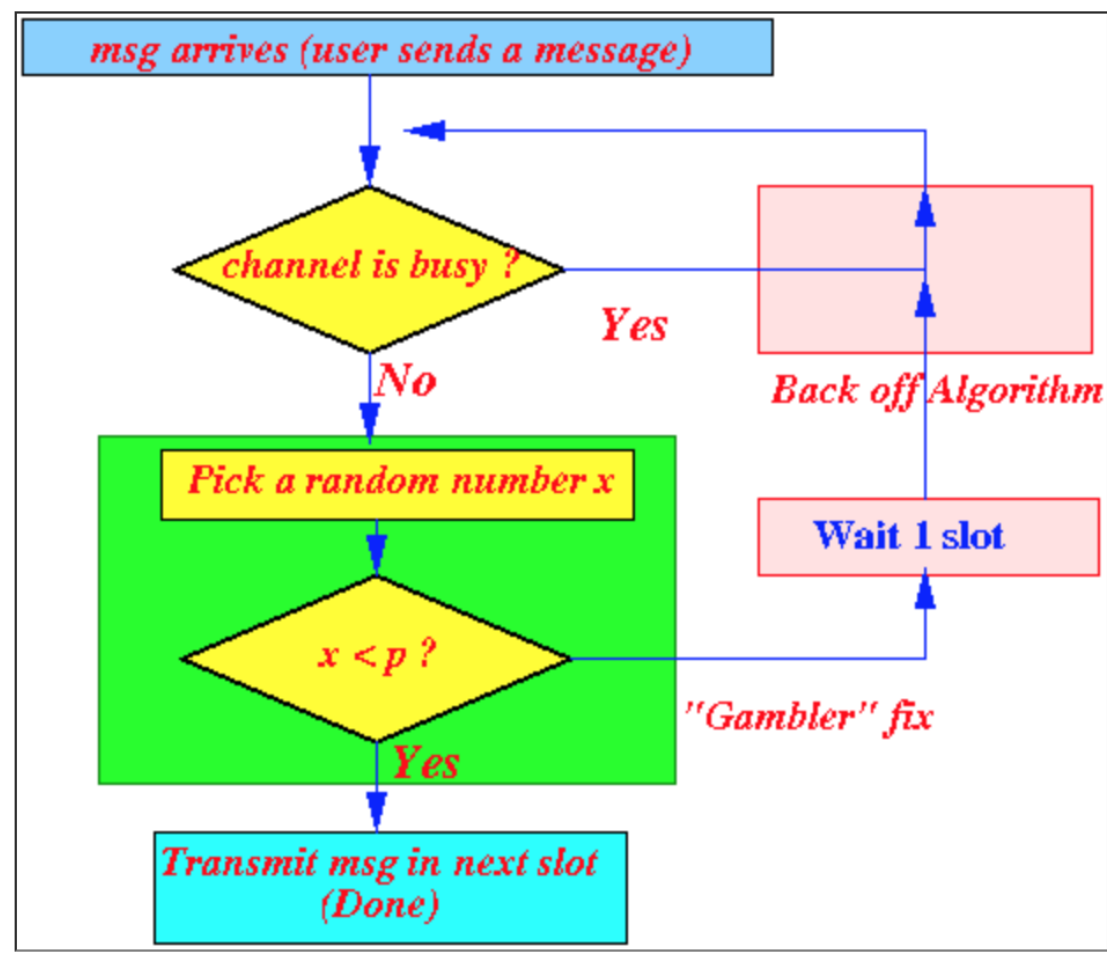 msg arrives (user sends a message)
channel is busy ?
Yes
No
Back off Algorithm
Pick a random number x
Wait 1 slot
x < p ?
"Gambler" fix
Yes
Transmit msg in next slot
(Done)